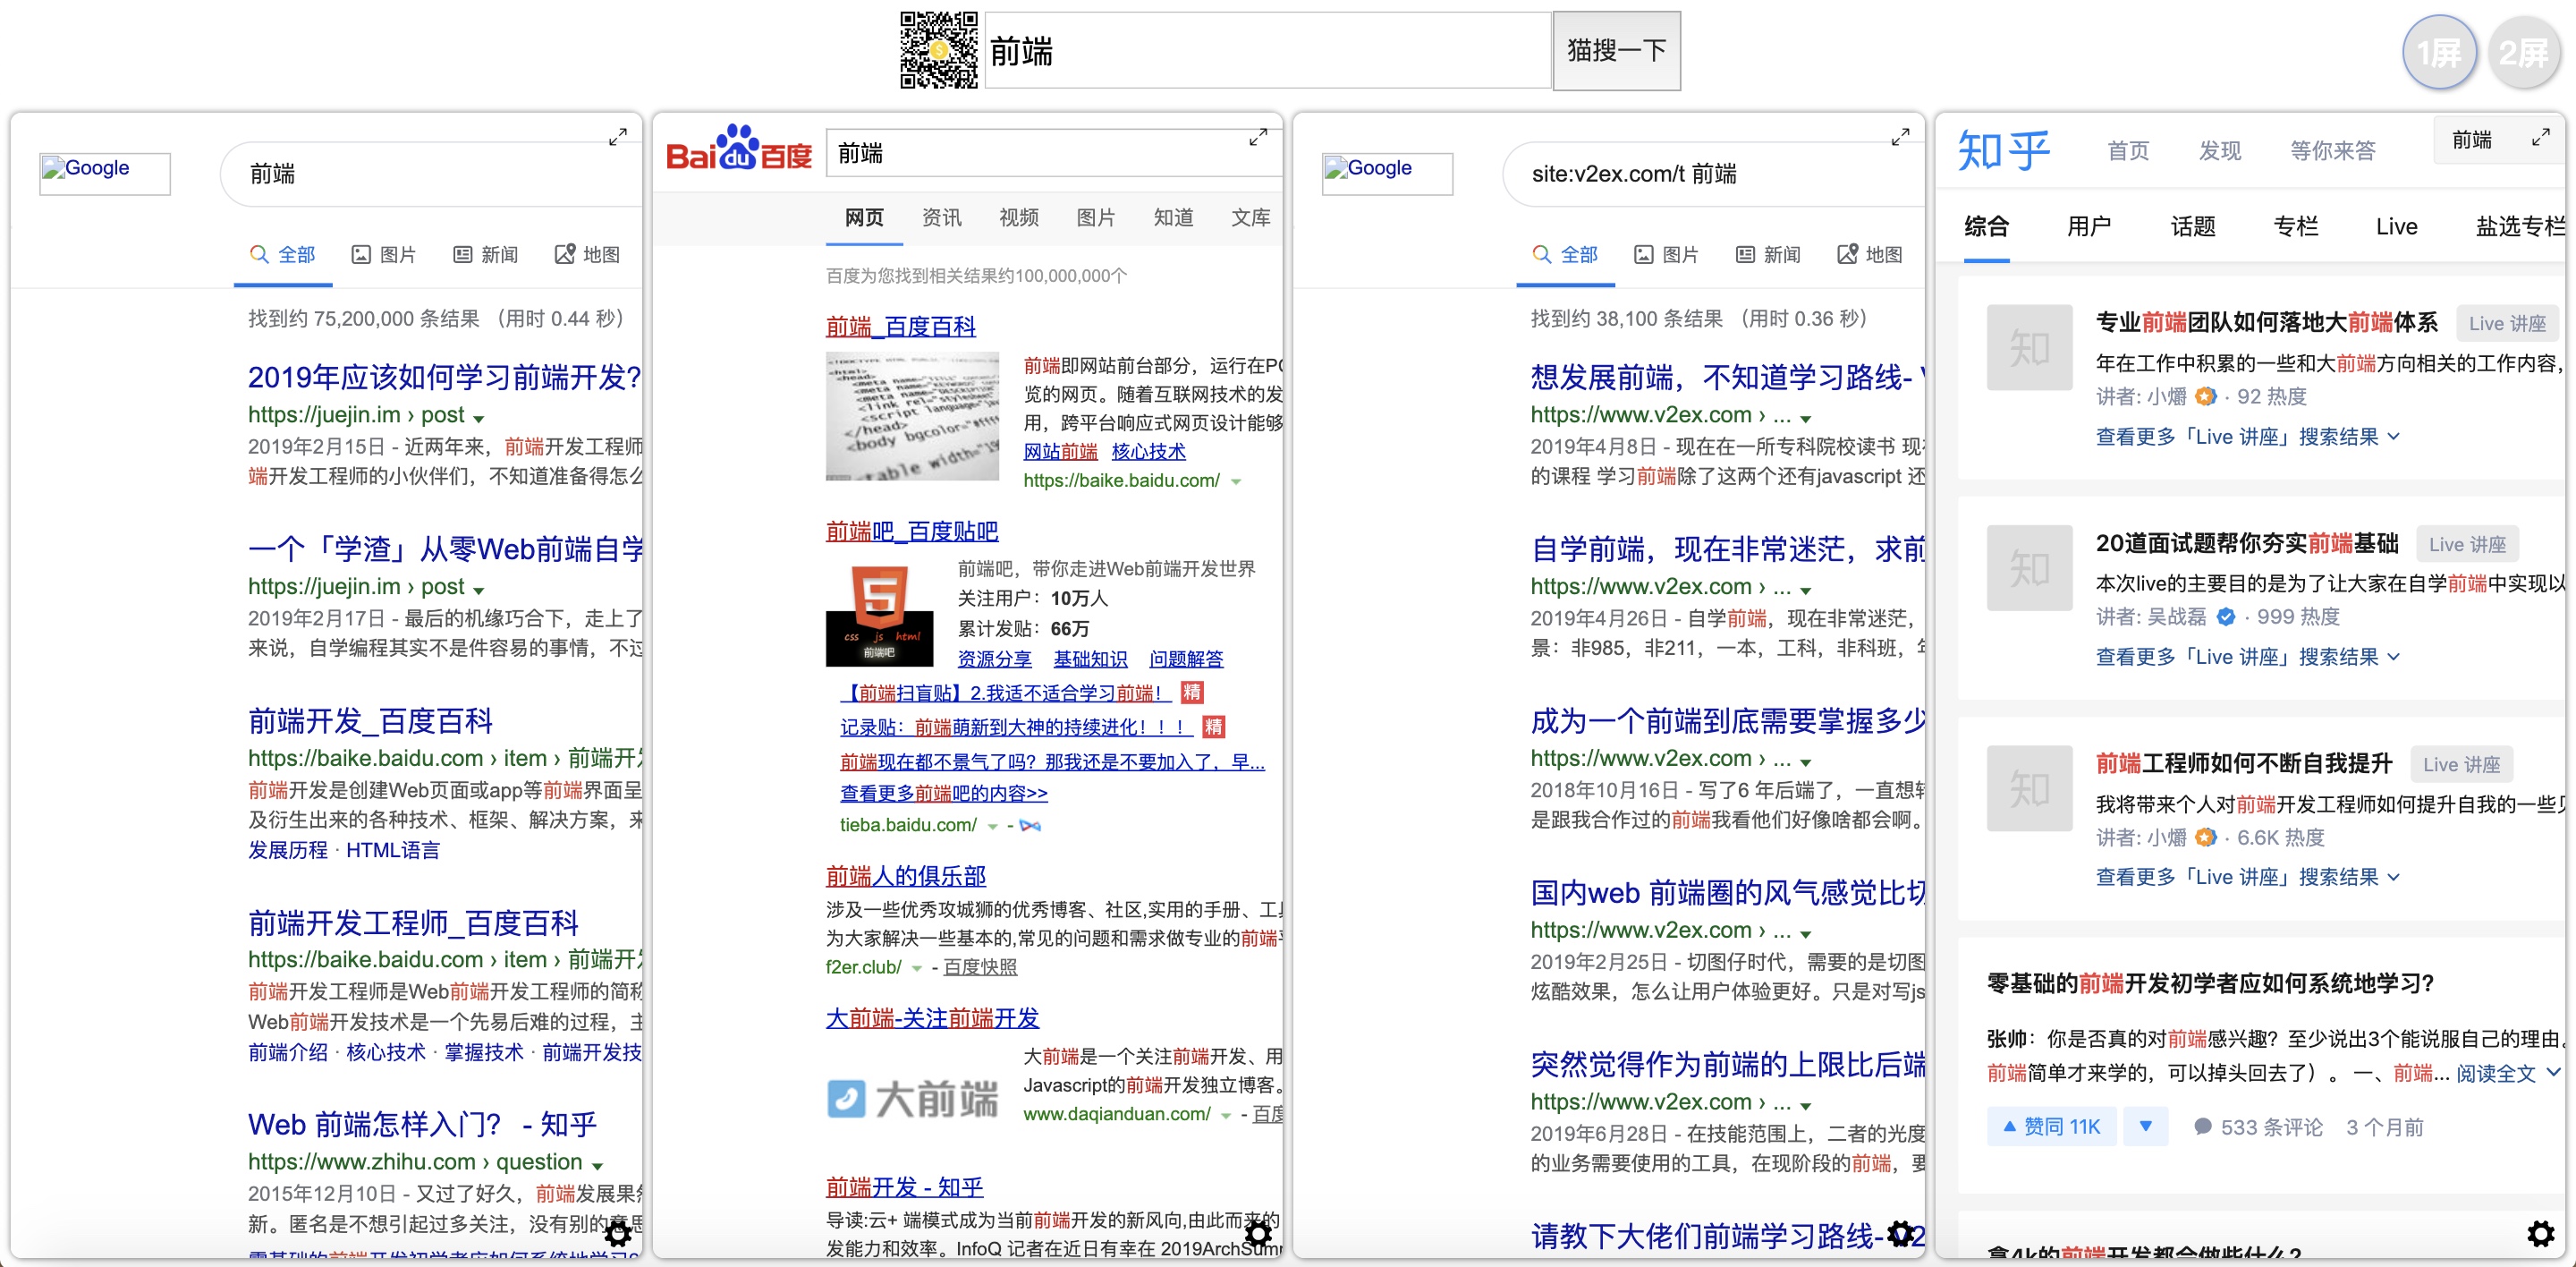 前端
猫搜一下
1屏
2屏
Google
前端
全部
图片
新闻
地图
找到约 75,200,000 条结果 （用时 0.44 秒）
2019年应该如何学习前端开发?
https://juejin.im › post
2019年2月15日 - 近两年来，前端开发工程师
端开发工程师的小伙伴们，不知道准备得怎么
一个「学渣」从零Web前端自学
https://juejin.im › post
2019年2月17日 - 最后的机缘巧合下，走上了
来说，自学编程其实不是件容易的事情，不过
前端开发_百度百科
https://baike.baidu.com › item › 前端开发
前端开发是创建Web页面或app等前端界面呈
及衍生出来的各种技术、框架、解决方案，来
发展历程 · HTML语言
前端开发工程师_百度百科
https://baike.baidu.com › item › 前端开发
前端开发工程师是Web前端开发工程师的简称
Web前端开发技术是一个先易后难的过程，主
前端介绍 · 核心技术 · 掌握技术 · 前端开发技
Web 前端怎样入门？ - 知乎
https://www.zhihu.com › question
2015年12月10日 - 又过了好久，前端发展果然
新。匿名是不想引起过多关注，没有别的意思
零基础的前端开发初学者应如何系统地学习?
Baidu百度
前端
网页
资讯
视频
图片
知道
文库
百度为您找到相关结果约100,000,000个
前端_百度百科
前端即网站前台部分，运行在PC
览的网页。随着互联网技术的发
用，跨平台响应式网页设计能够
网站前端 核心技术
https://baike.baidu.com/
前端吧_百度贴吧
css js html
前端吧
前端吧，带你走进Web前端开发世界
关注用户：10万人
累计发贴：66万
资源分享 基础知识 问题解答
【前端扫盲贴】2.我适不适合学习前端！ 精
记录贴：前端萌新到大神的持续进化！！！ 精
前端现在都不景气了吗？那我还是不要加入了，早...
查看更多前端吧的内容>>
tieba.baidu.com/ -
前端人的俱乐部
涉及一些优秀攻城狮的优秀博客、社区,实用的手册、工具
为大家解决一些基本的,常见的问题和需求做专业的前端
f2er.club/ - 百度快照
大前端-关注前端开发
大前端
大前端是一个关注前端开发、用
Javascript的前端开发独立博客。
www.daqianduan.com/ - 百度
前端开发 - 知乎
导读:云+ 端模式成为当前前端开发的新风向,由此而来的
发能力和效率。InfoQ 记者在近日有幸在 2019ArchSumm
Google
site:v2ex.com/t 前端
全部
图片
新闻
地图
找到约 38,100 条结果 （用时 0.36 秒）
想发展前端，不知道学习路线- V
https://www.v2ex.com › ...
2019年4月8日 - 现在在一所专科院校读书 现在
的课程 学习前端除了这两个还有javascript 还
自学前端，现在非常迷茫，求前
https://www.v2ex.com › ...
2019年4月26日 - 自学前端，现在非常迷茫，
景：非985，非211，一本，工科，非科班，年
成为一个前端到底需要掌握多少
https://www.v2ex.com › ...
2018年10月16日 - 写了6 年后端了，一直想转
是跟我合作过的前端我看他们好像啥都会啊。
国内web 前端圈的风气感觉比切
https://www.v2ex.com › ...
2019年2月25日 - 切图仔时代，需要的是切图
炫酷效果，怎么让用户体验更好。只是对写js
突然觉得作为前端的上限比后端
https://www.v2ex.com › ...
2019年6月28日 - 在技能范围上，二者的光度
的业务需要使用的工具，在现阶段的前端，要
请教下大佬们前端学习路线- V2
知乎
首页
发现
等你来答
前端
综合
用户
话题
专栏
Live
盐选专栏
知
专业前端团队如何落地大前端体系 Live 讲座
年在工作中积累的一些和大前端方向相关的工作内容，
讲者: 小爝 · 92 热度
查看更多「Live 讲座」搜索结果
知
20道面试题帮你夯实前端基础 Live 讲座
本次live的主要目的是为了让大家在自学前端中实现以
讲者: 吴战磊 · 999 热度
查看更多「Live 讲座」搜索结果
知
前端工程师如何不断自我提升 Live 讲座
我将带来个人对前端开发工程师如何提升自我的一些见
讲者: 小爝 · 6.6K 热度
查看更多「Live 讲座」搜索结果
零基础的前端开发初学者应如何系统地学习？
张帅：你是否真的对前端感兴趣？至少说出3个能说服自己的理由。
前端简单才来学的，可以掉头回去了）。 一、前端... 阅读全文
赞同 11K
533 条评论
3 个月前
拿4k的前端开发都会做些什么？